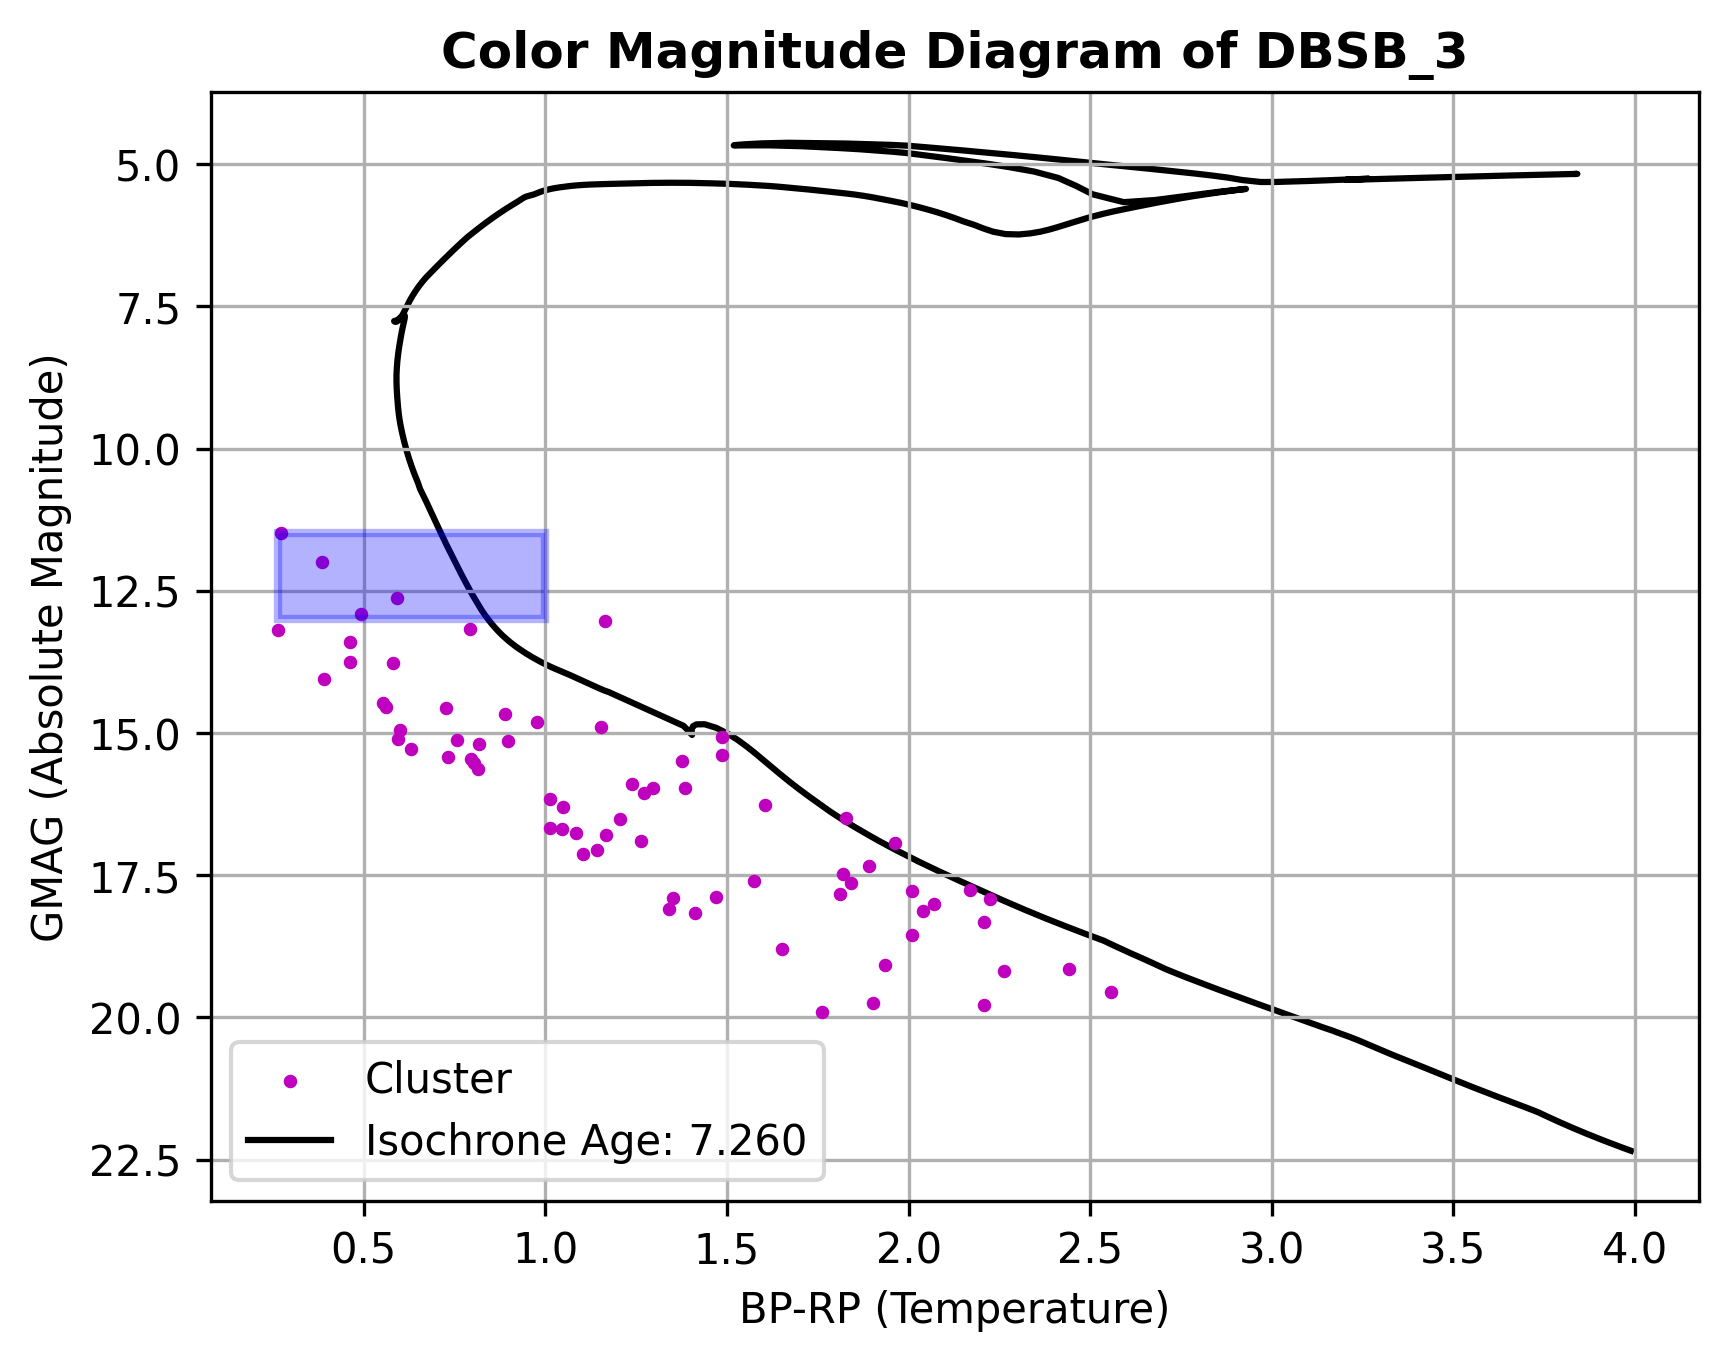 Color Magnitude Diagram of DBSB_3
GMAG (Absolute Magnitude)
5.0
7.5
10.0
12.5
15.0
17.5
20.0
22.5
Cluster
Isochrone Age: 7.260
0.5 1.0 1.5 2.0 2.5 3.0 3.5 4.0
BP-RP (Temperature)